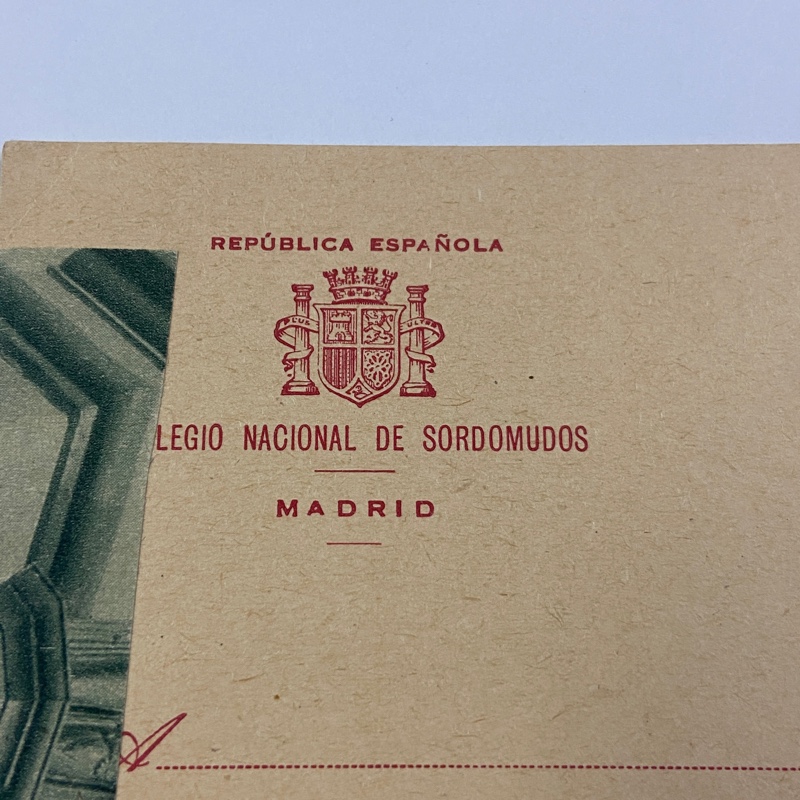 REPÚBLICA ESPAÑOLA
PLUS ULTRA
LEGIO NACIONAL DE SORDOMUDOS
MADRID
A